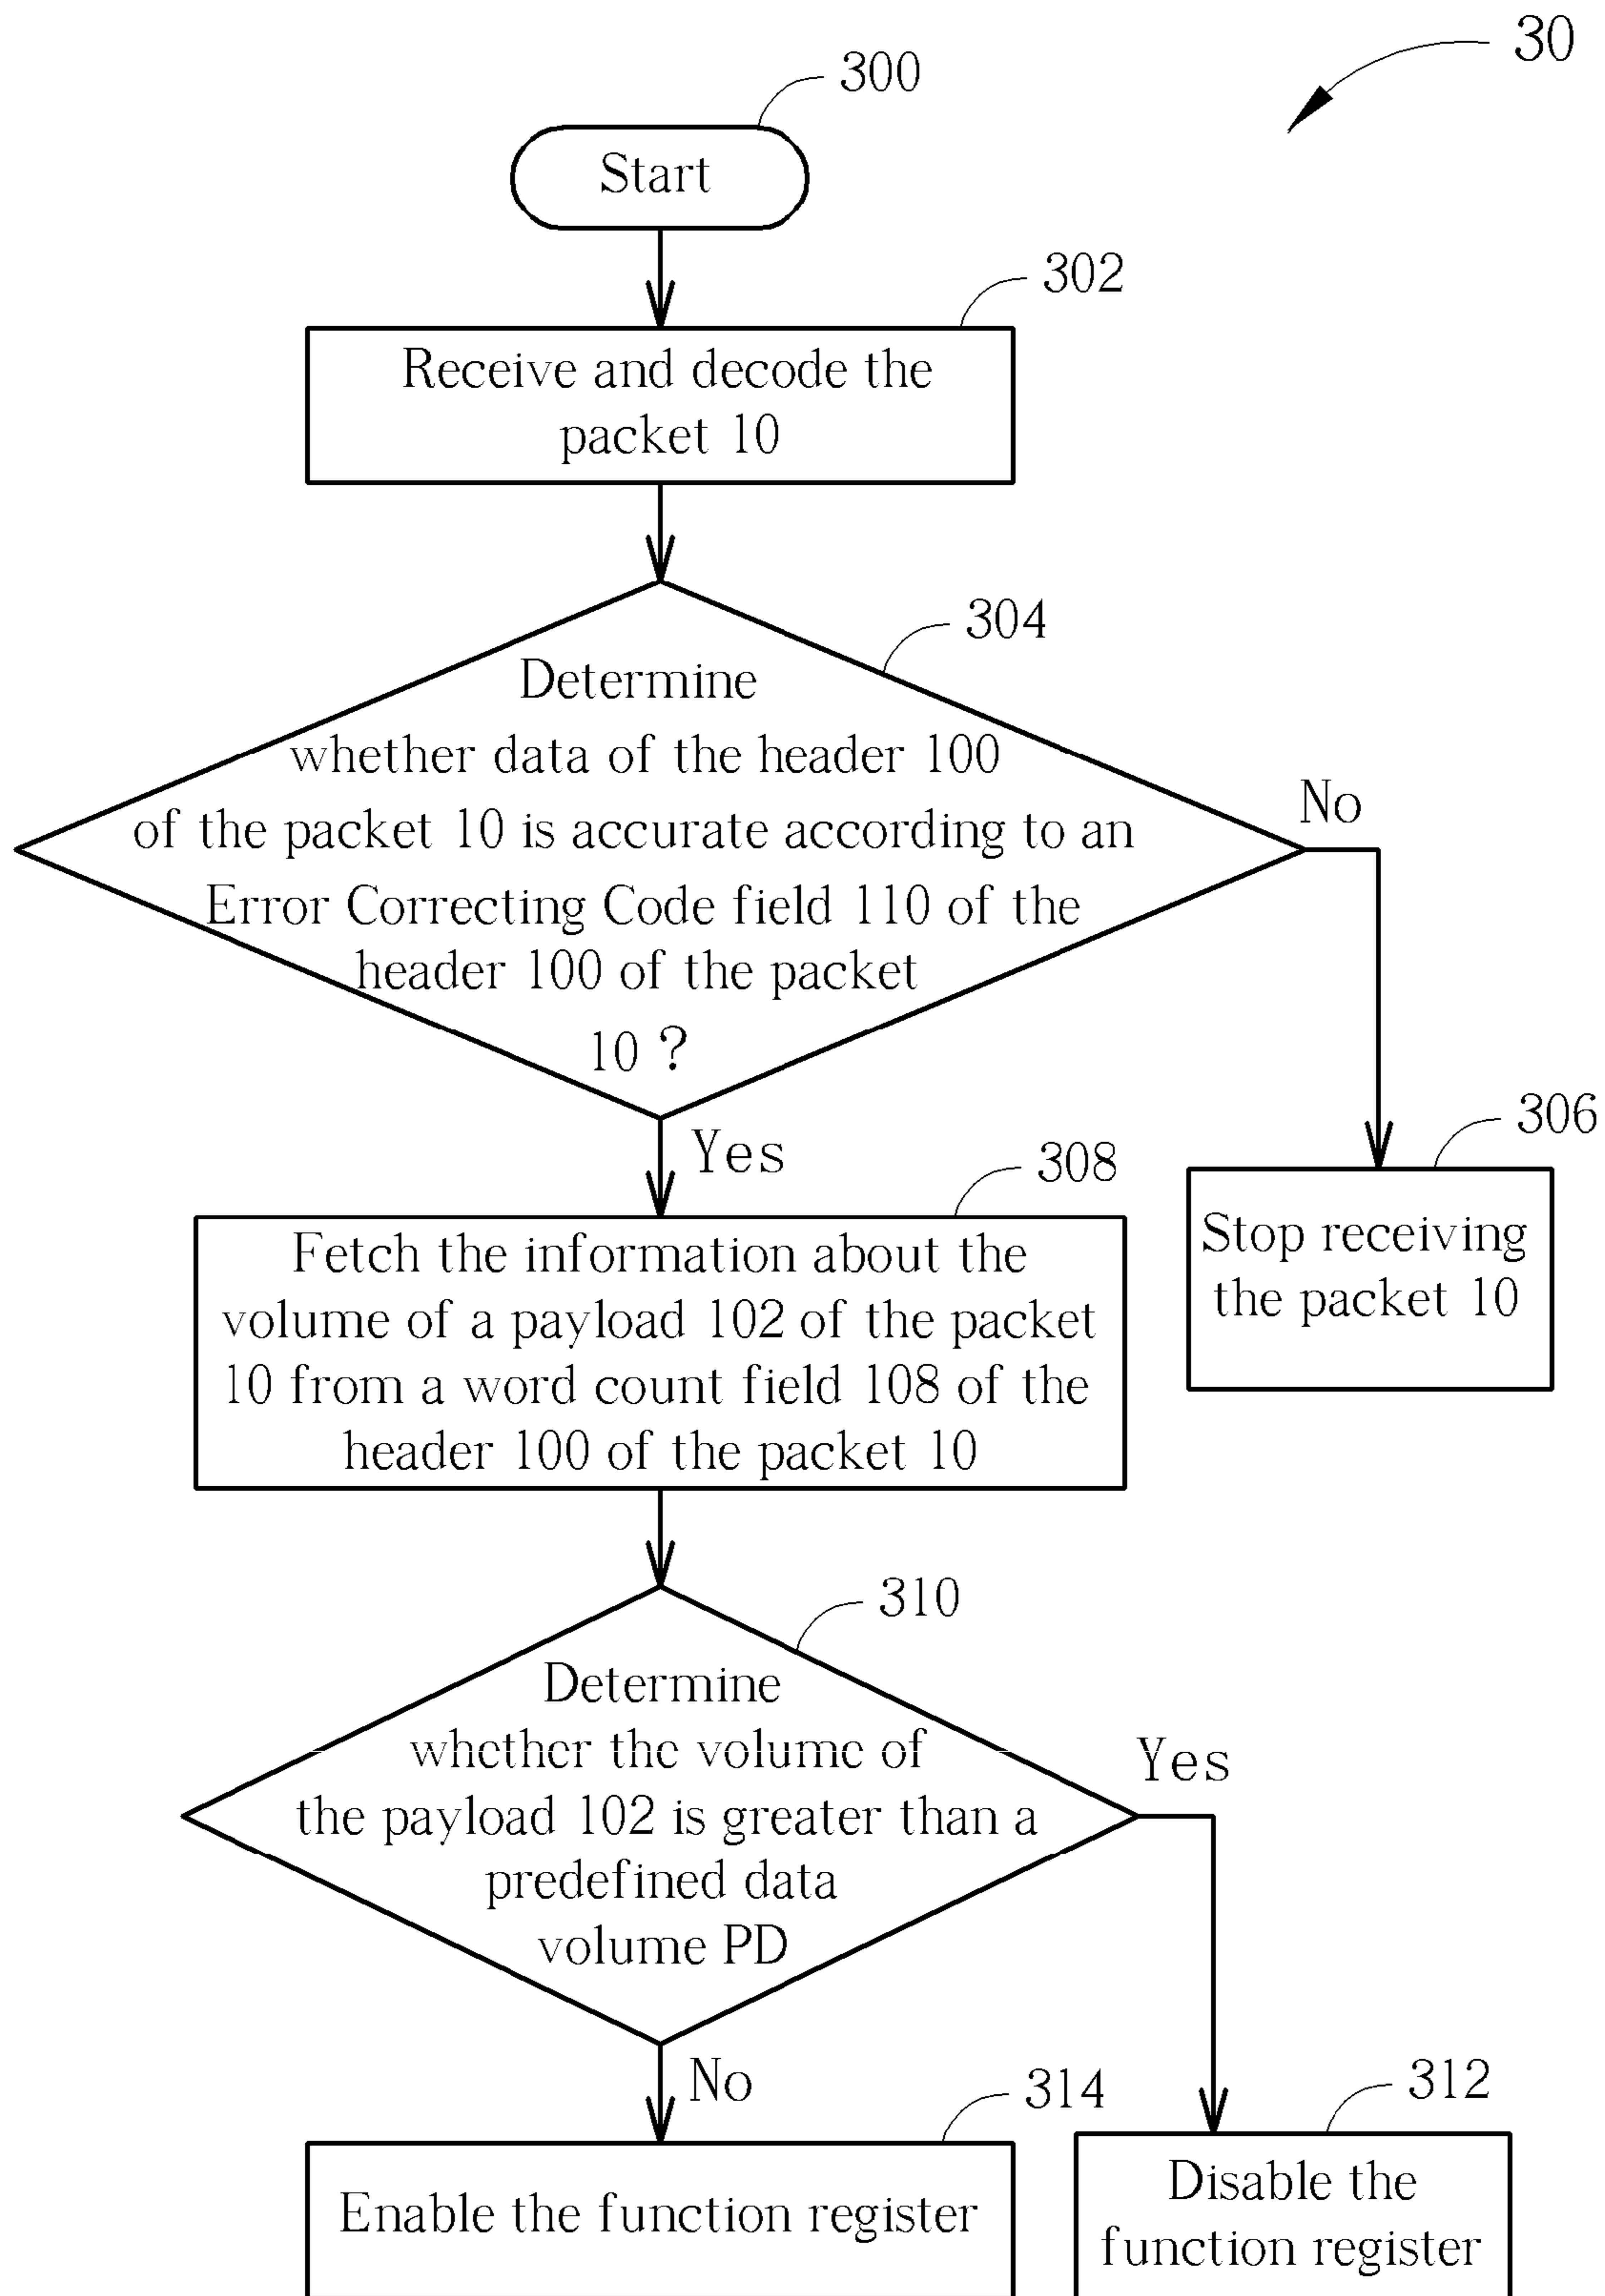 30
300
Start
302
Receive and decode the
packet 10
304
Determine
whether data of the header 100
of the packet 10 is accurate according to an
Error Correcting Code field 110 of the
header 100 of the packet
10 ?
No
Yes
306
Stop receiving
the packet 10
308
Fetch the information about the
volume of a payload 102 of the packet
10 from a word count field 108 of the
header 100 of the packet 10
310
Determine
whether the volume of
the payload 102 is greater than a
predefined data
volume PD
Yes
No
314
Enable the function register
312
Disable the
function register